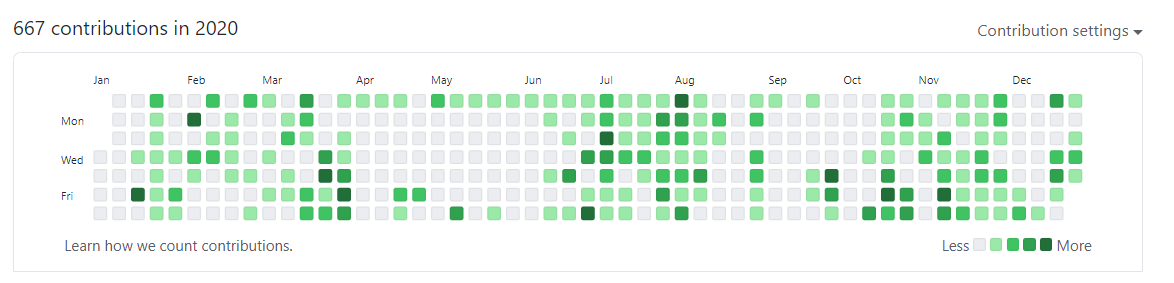 667 contributions in 2020
Contribution settings
Jan Feb Mar Apr May Jun Jul Aug Sep Oct Nov Dec
Mon
Wed
Fri
Learn how we count contributions.
Less More